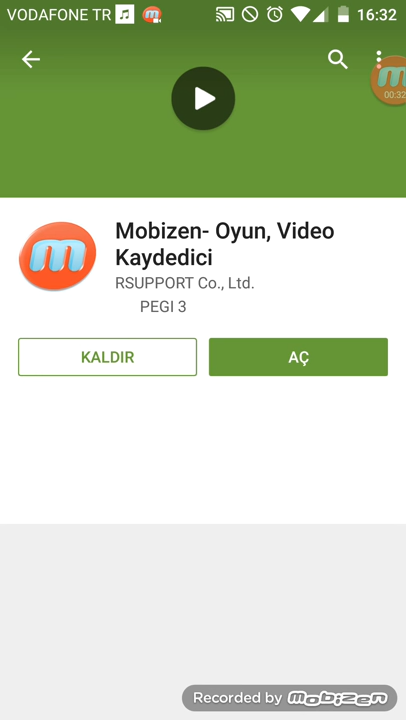 VODAFONE TR
16:32
00:32
Mobizen- Oyun, Video
Kaydedici
RSUPPORT Co., Ltd.
PEGI 3
KALDIR
AÇ
Recorded by mobizen